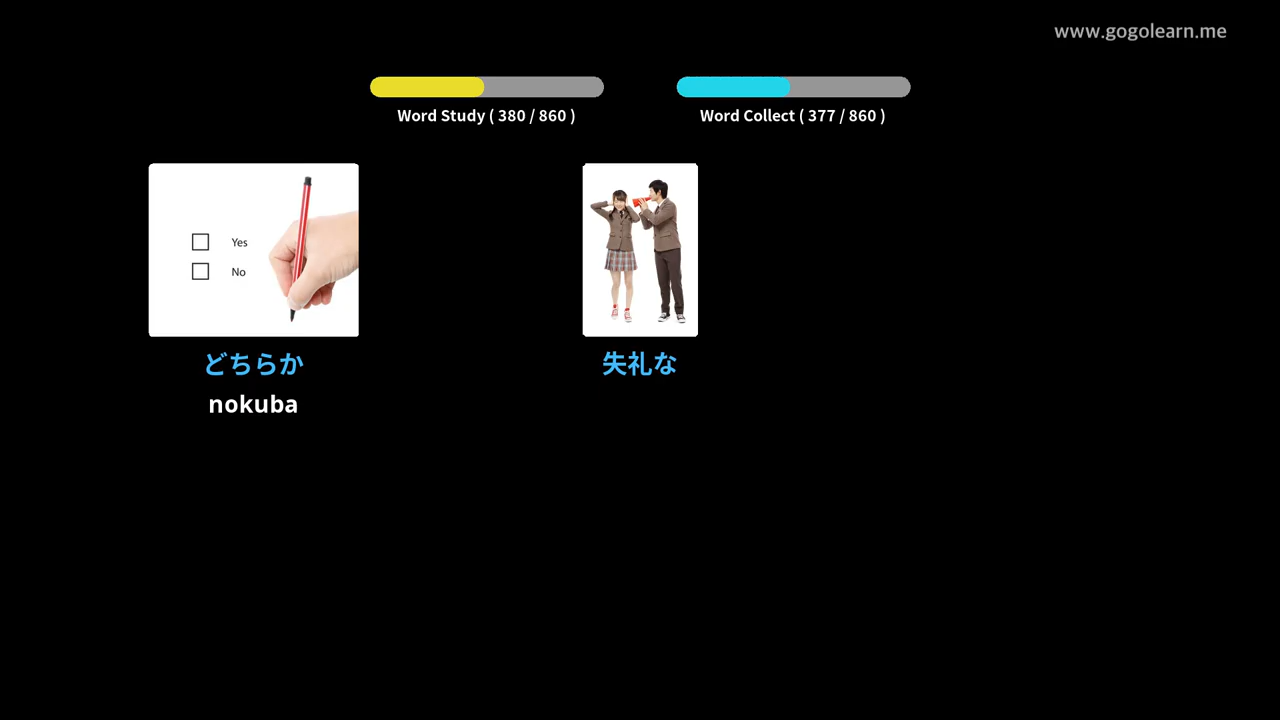 www.gogolearn.me
Word Study ( 380 / 860 )
Word Collect ( 377 / 860 )
Yes
No
どちらか
nokuba
失礼な